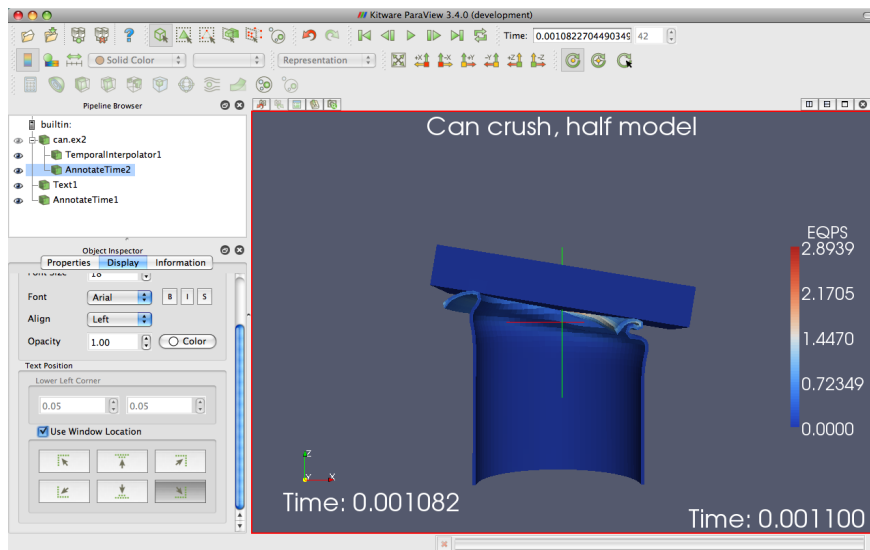 Kitware ParaView 3.4.0 (development)
Time: 0.0010822704490349 42
Solid Color Representation
Pipeline Browser
builtin:
can.ex2
TemporalInterpolator1
AnnotateTime2
Text1
AnnotateTime1
Object Inspector
Properties Display Information
Font Size 18
Font Arial B I S
Align Left
Opacity 1.00 Color
Text Position
Lower Left Corner
0.05 0.05
Use Window Location
Can crush, half model
EQPS
2.8939
2.1705
1.4470
0.72349
0.0000
Z
Y X
Time: 0.001082
Time: 0.001100